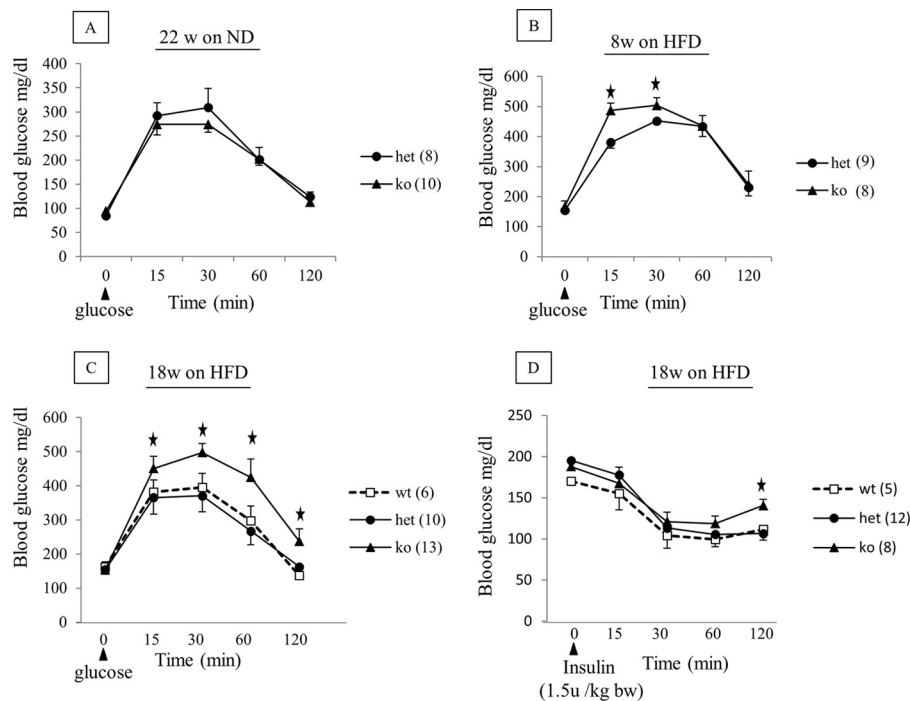 A
22 w on ND
Blood glucose mg/dl
400
350
300
250
200
150
100
50
0
0 15 30 60 120
glucose
Time (min)
het (8)
ko (10)
B
8w on HFD
Blood glucose mg/dl
600
500
400
300
200
100
0
0 15 30 60 120
glucose
Time (min)
het (9)
ko (8)
C
18w on HFD
Blood glucose mg/dl
600
500
400
300
200
100
0
0 15 30 60 120
glucose
Time (min)
wt (6)
het (10)
ko (13)
D
18w on HFD
Blood glucose mg/dl
250
200
150
100
50
0
0 15 30 60 120
Insulin
(1.5u /kg bw)
Time (min)
wt (5)
het (12)
ko (8)